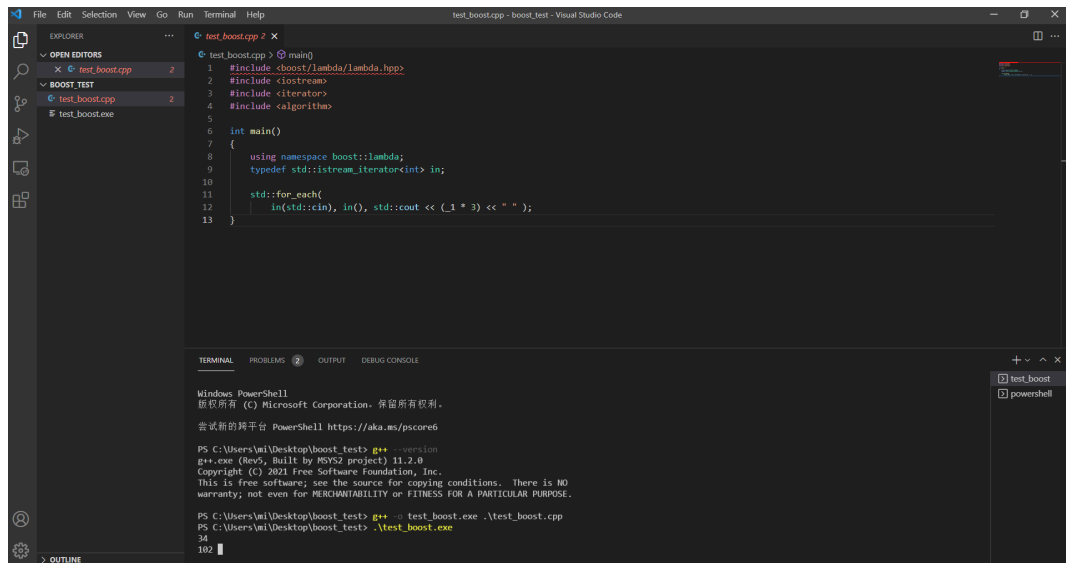 File Edit Selection View Go Run Terminal Help
test_boost.cpp - boost_test - Visual Studio Code
EXPLORER
OPEN EDITORS
test_boost.cpp 2
BOOST_TEST
test_boost.cpp 2
test_boost.exe
OUTLINE
test_boost.cpp 2
test_boost.cpp > main()
1 #include <boost/lambda/lambda.hpp>
2 #include <iostream>
3 #include <iterator>
4 #include <algorithm>
5
6 int main()
7 {
8 using namespace boost::lambda;
9 typedef std::istream_iterator<int> in;
10
11 std::for_each(
12 in(std::cin), in(), std::cout << (_1 * 3) << " " );
13 }
TERMINAL PROBLEMS 2 OUTPUT DEBUG CONSOLE
Windows PowerShell
版权所有 (C) Microsoft Corporation。保留所有权利。
尝试新的跨平台 PowerShell https://aka.ms/pscore6
PS C:\Users\mi\Desktop\boost_test> g++ --version
g++.exe (Rev5, Built by MSYS2 project) 11.2.0
Copyright (C) 2021 Free Software Foundation, Inc.
This is free software; see the source for copying conditions. There is NO
warranty; not even for MERCHANTABILITY or FITNESS FOR A PARTICULAR PURPOSE.
PS C:\Users\mi\Desktop\boost_test> g++ -o test_boost.exe .\test_boost.cpp
PS C:\Users\mi\Desktop\boost_test> .\test_boost.exe
34
102
test_boost
powershell